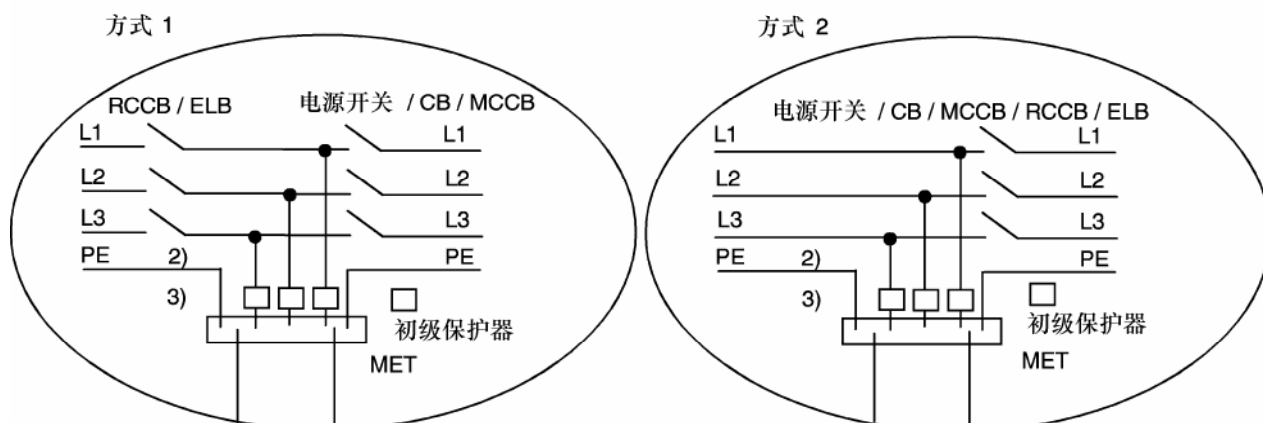 方式 1
RCCB / ELB
电源开关 / CB / MCCB
L1
L1
L2
L2
L3
L3
PE
2)
PE
3)
初级保护器
MET
方式 2
电源开关 / CB / MCCB / RCCB / ELB
L1
L1
L2
L2
L3
L3
PE
2)
PE
3)
初级保护器
MET